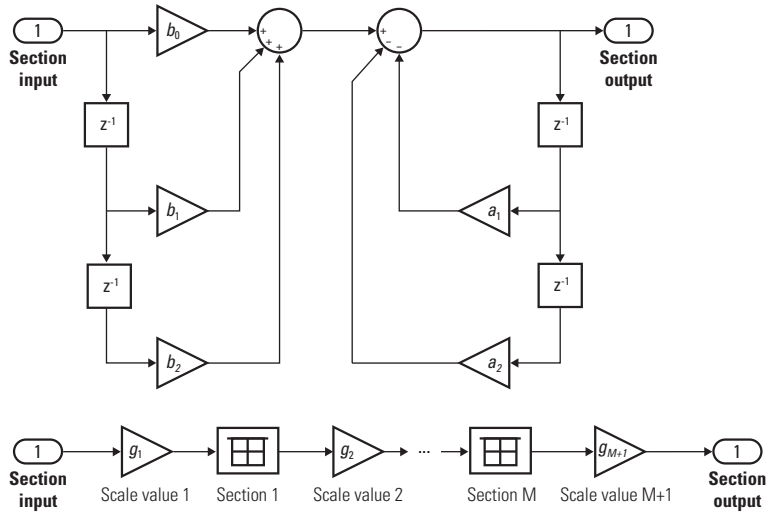 1
Section
input
b0
+
+
+
+
−
−
1
Section
output
z-1
z-1
b1
a1
z-1
z-1
b2
a2
1
Section
input
g1
Scale value 1
Section 1
g2
Scale value 2
...
Section M
gM+1
Scale value M+1
1
Section
output